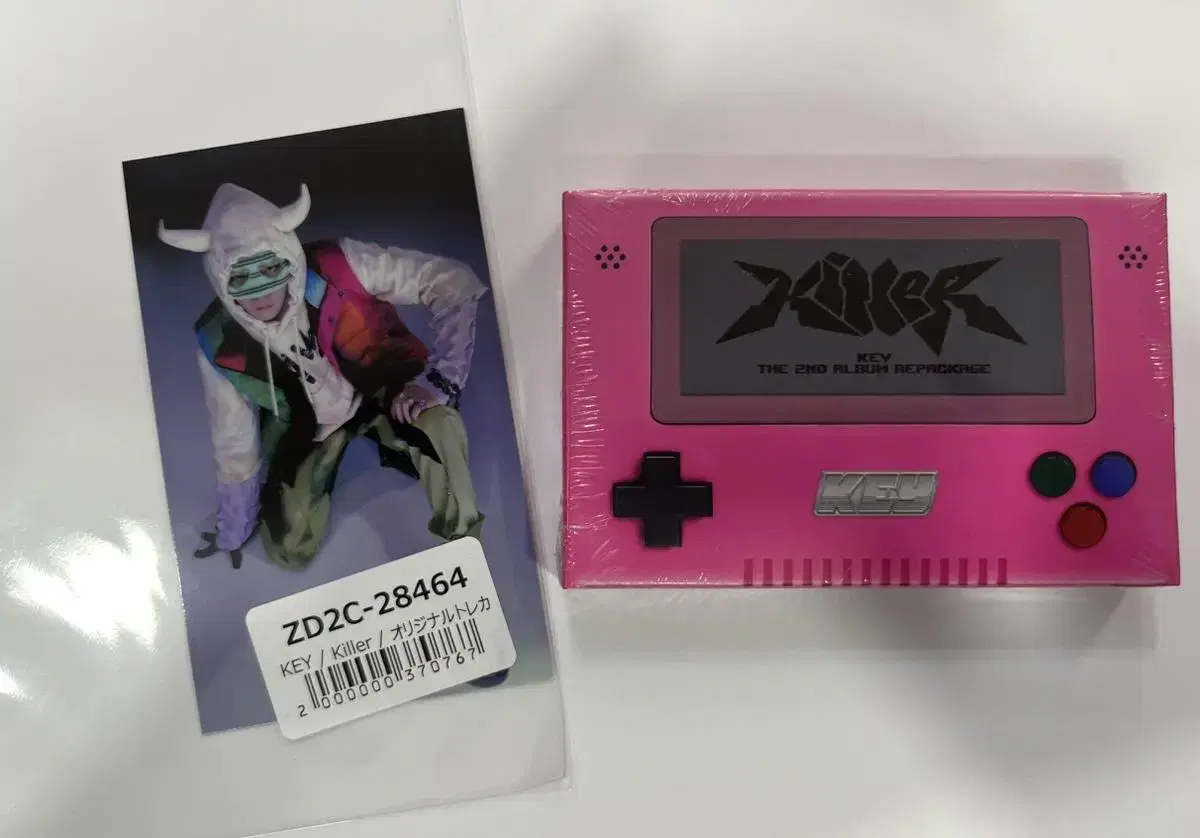 ZD2C-28464
KEY / Killer / オリジナルトレカ
2 000000 370767
Killer
KEY
THE 2ND ALBUM REPACKAGE
KEY